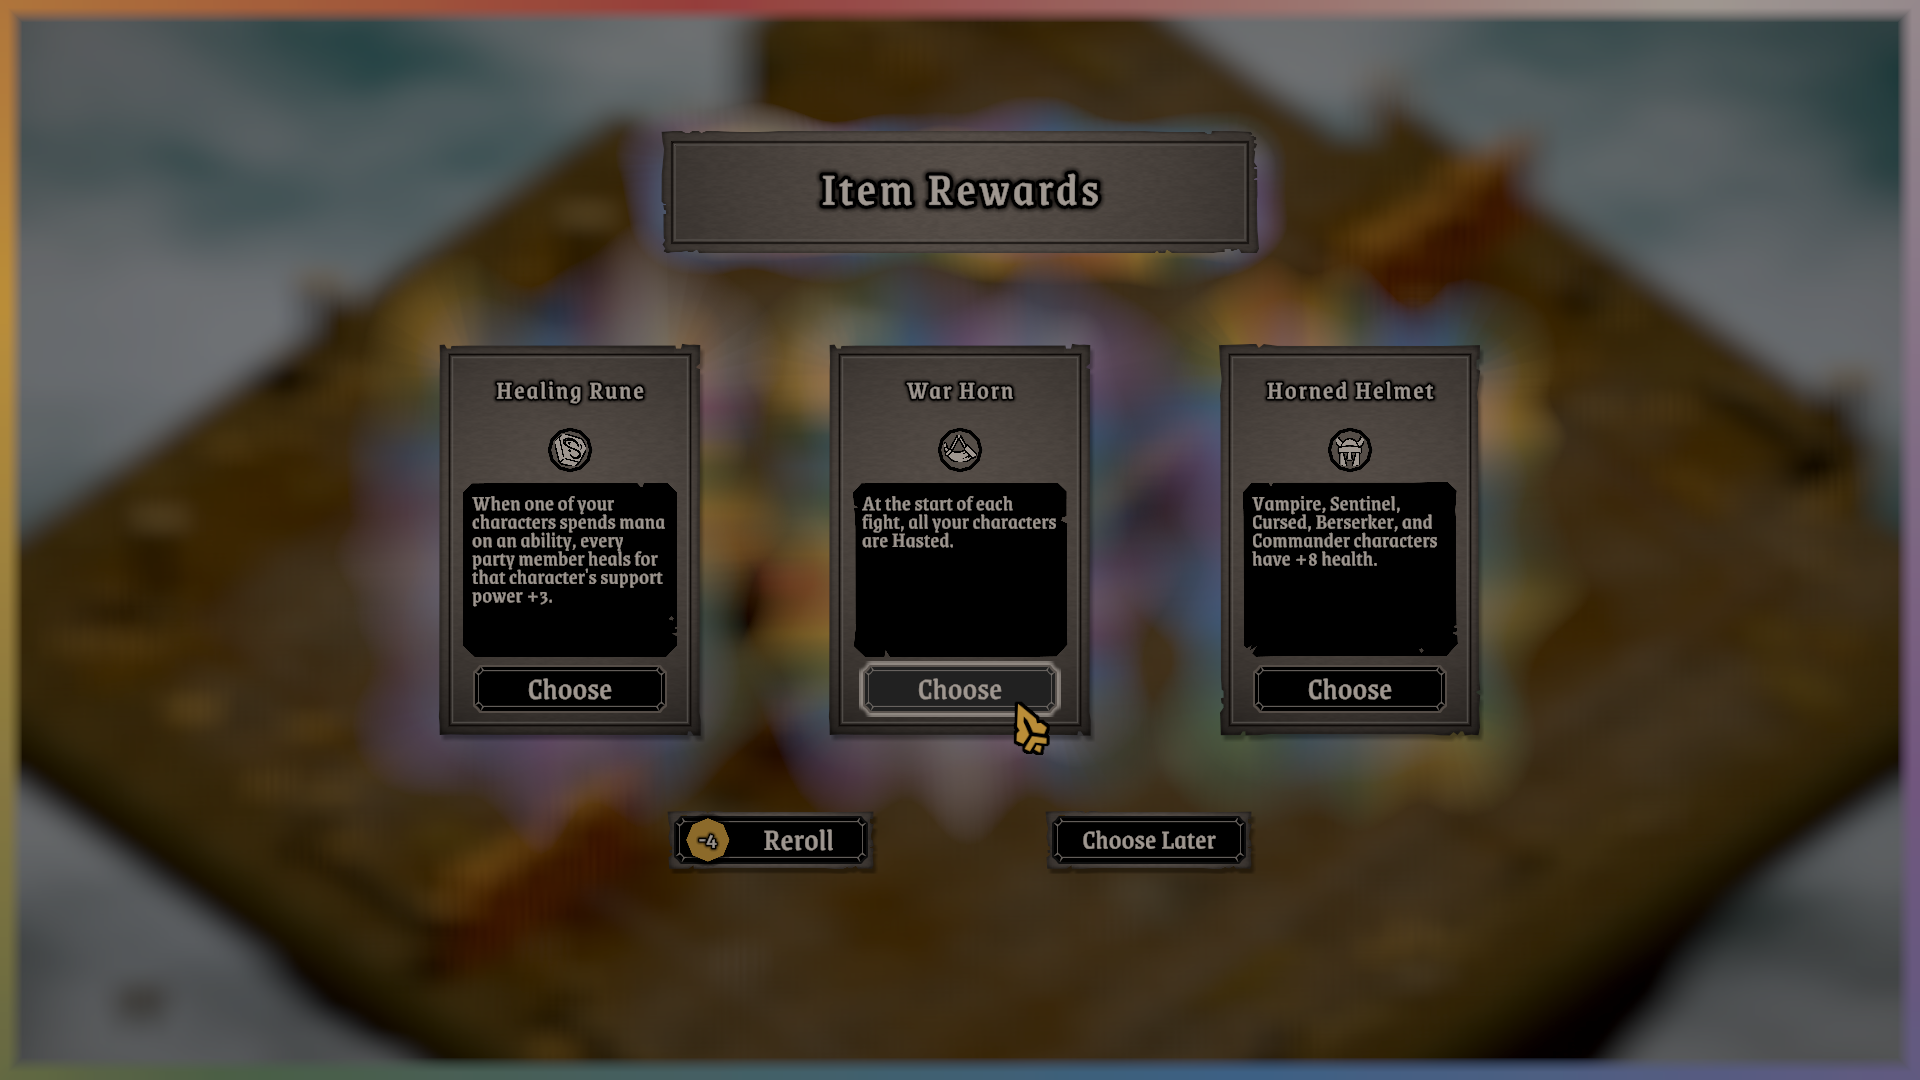 Item Rewards
Healing Rune
When one of your
characters spends mana
on an ability, every
party member heals for
that character's support
power +3.
Choose
War Horn
At the start of each
fight, all your characters
are Hasted.
Choose
Horned Helmet
Vampire, Sentinel,
Cursed, Berserker, and
Commander characters
have +8 health.
Choose
-4 Reroll
Choose Later